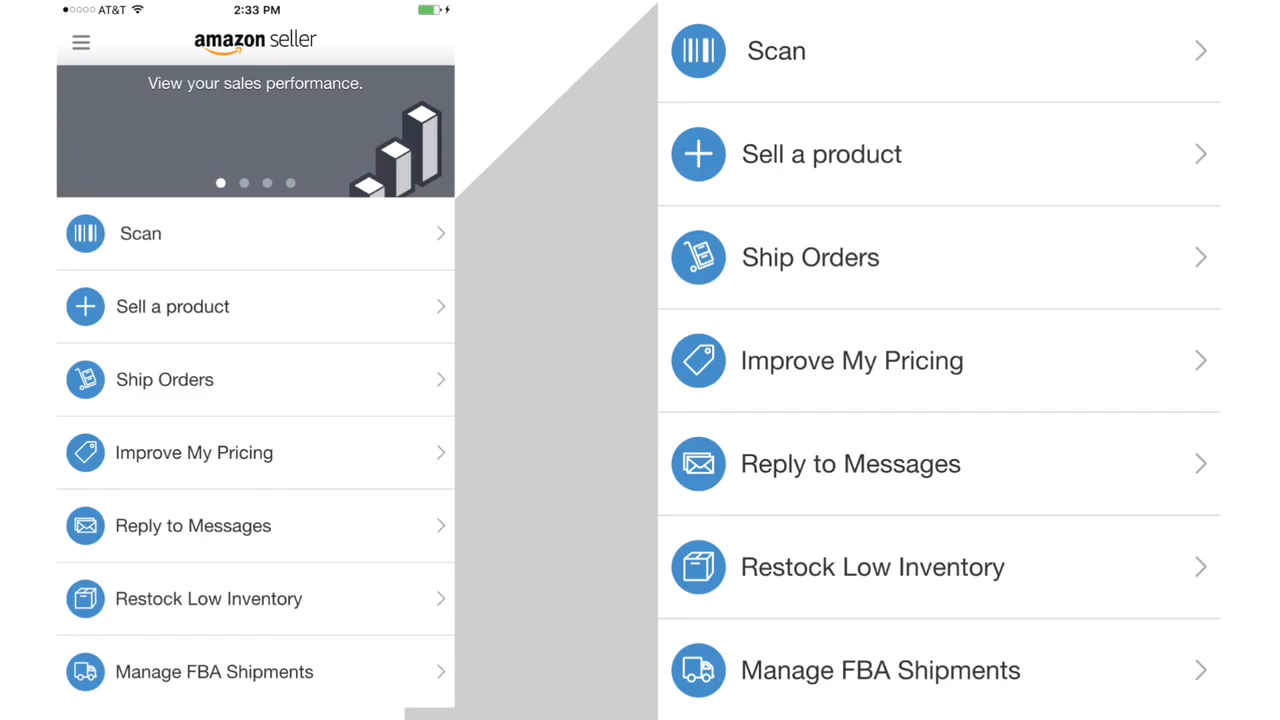 AT&T 2:33 PM
amazon seller
View your sales performance.
Scan
Sell a product
Ship Orders
Improve My Pricing
Reply to Messages
Restock Low Inventory
Manage FBA Shipments
Scan
Sell a product
Ship Orders
Improve My Pricing
Reply to Messages
Restock Low Inventory
Manage FBA Shipments